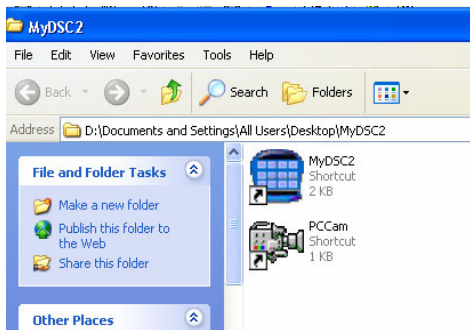 MyDSC2
File Edit View Favorites Tools Help
Back Search Folders
Address D:\Documents and Settings\All Users\Desktop\MyDSC2
File and Folder Tasks
Make a new folder
Publish this folder to
the Web
Share this folder
Other Places
MyDSC2
Shortcut
2 KB
PCCam
Shortcut
1 KB